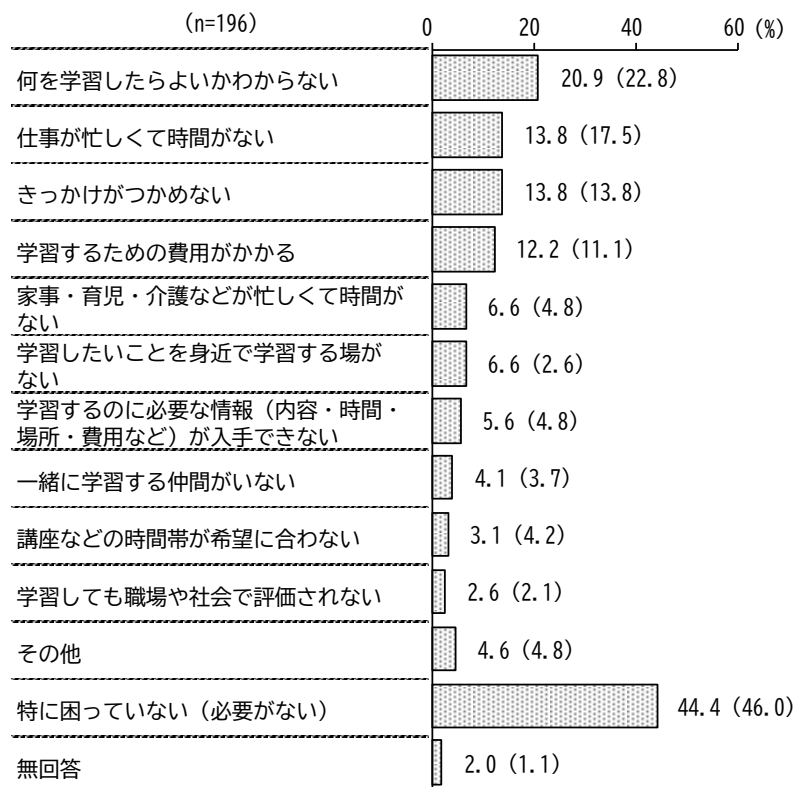 (n=196)
0 20 40 60 (%)
何を学習したらよいかわからない 20.9 (22.8)
仕事が忙しくて時間がない 13.8 (17.5)
きっかけがつかめない 13.8 (13.8)
学習するための費用がかかる 12.2 (11.1)
家事・育児・介護などが忙しくて時間が
ない 6.6 (4.8)
学習したいことを身近で学習する場が
ない 6.6 (2.6)
学習するのに必要な情報（内容・時間・
場所・費用など）が入手できない 5.6 (4.8)
一緒に学習する仲間がいない 4.1 (3.7)
講座などの時間帯が希望に合わない 3.1 (4.2)
学習しても職場や社会で評価されない 2.6 (2.1)
その他 4.6 (4.8)
特に困っていない（必要がない） 44.4 (46.0)
無回答 2.0 (1.1)